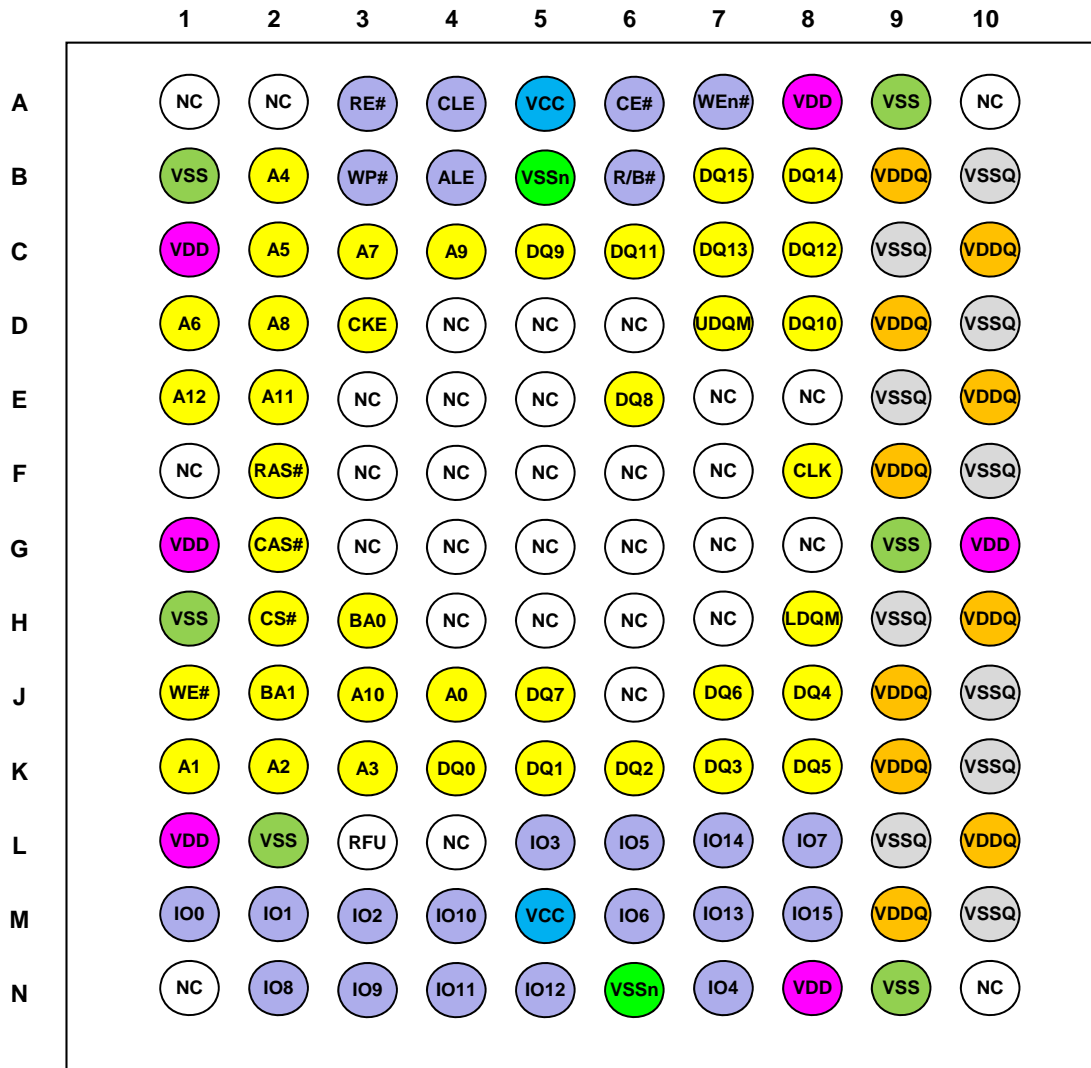 1 2 3 4 5 6 7 8 9 10
A NC NC RE# CLE VCC CE# WEn# VDD VSS NC
B VSS A4 WP# ALE VSSn R/B# DQ15 DQ14 VDDQ VSSQ
C VDD A5 A7 A9 DQ9 DQ11 DQ13 DQ12 VSSQ VDDQ
D A6 A8 CKE NC NC NC UDQM DQ10 VDDQ VSSQ
E A12 A11 NC NC NC DQ8 NC NC VSSQ VDDQ
F NC RAS# NC NC NC NC NC CLK VDDQ VSSQ
G VDD CAS# NC NC NC NC NC NC VSS VDD
H VSS CS# BA0 NC NC NC NC LDQM VSSQ VDDQ
J WE# BA1 A10 A0 DQ7 NC DQ6 DQ4 VDDQ VSSQ
K A1 A2 A3 DQ0 DQ1 DQ2 DQ3 DQ5 VDDQ VSSQ
L VDD VSS RFU NC IO3 IO5 IO14 IO7 VSSQ VDDQ
M IO0 IO1 IO2 IO10 VCC IO6 IO13 IO15 VDDQ VSSQ
N NC IO8 IO9 IO11 IO12 VSSn IO4 VDD VSS NC